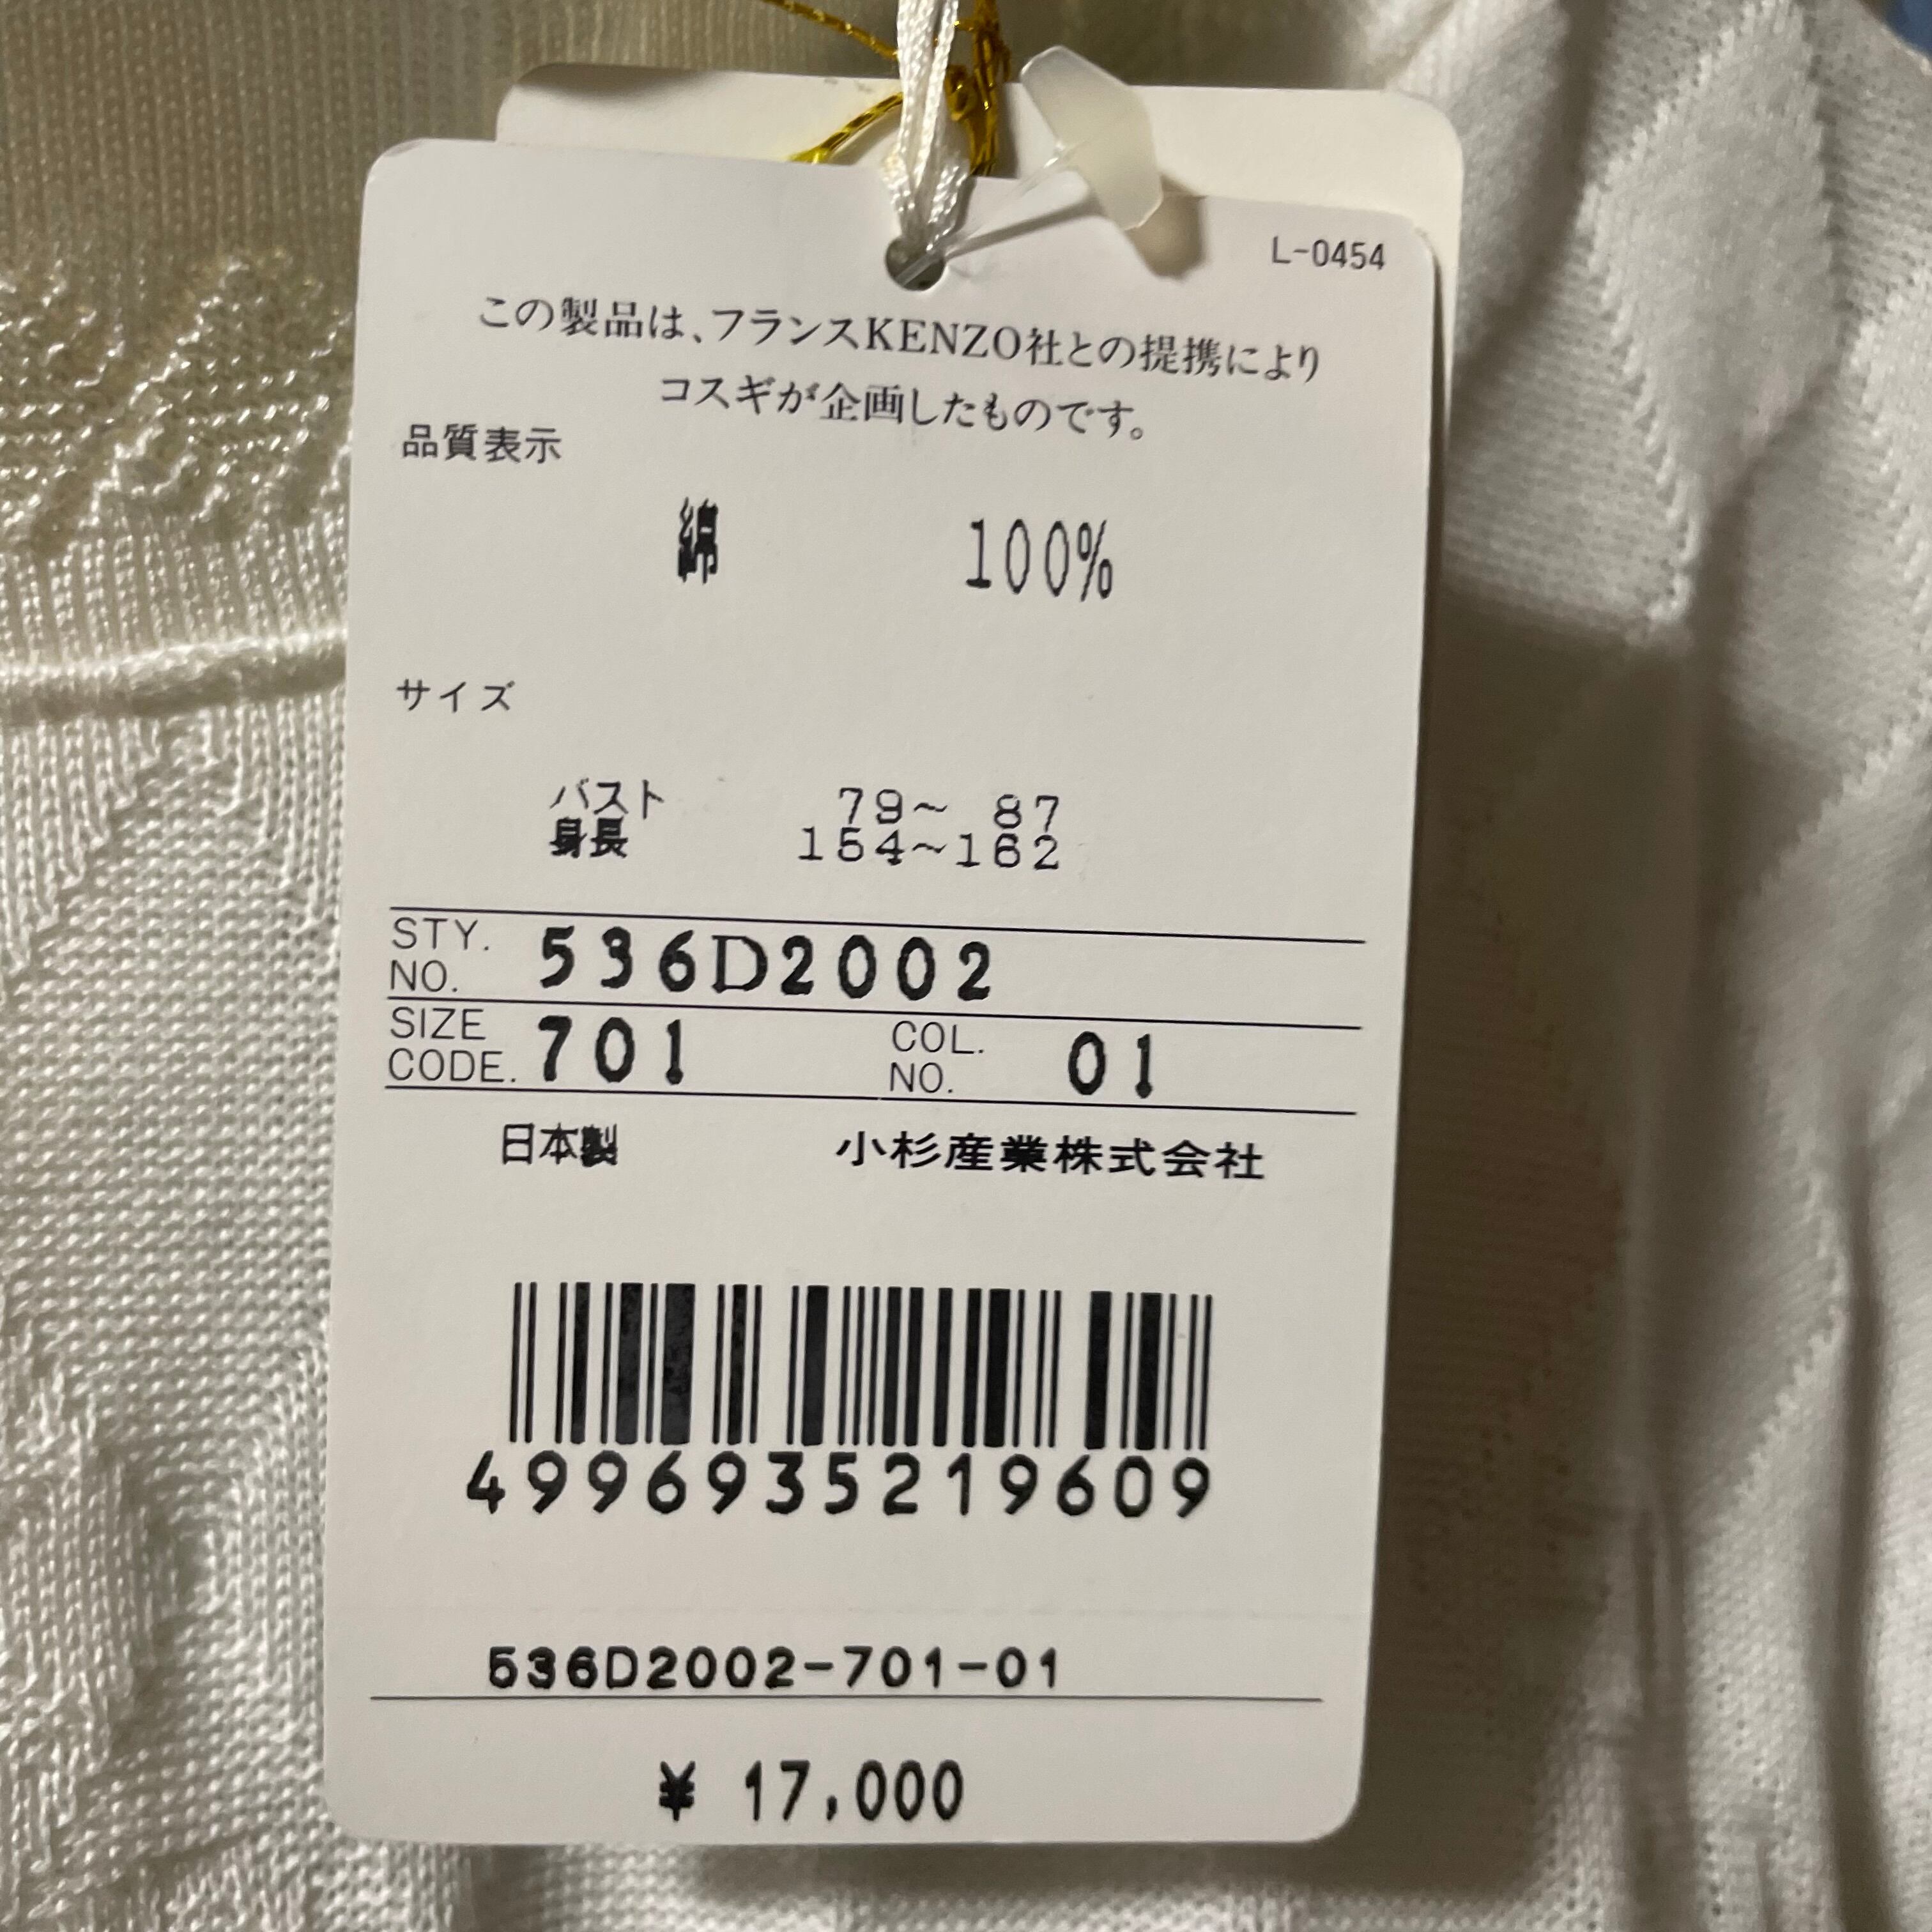 L-0454
この製品は、フランスKENZO社との提携により
コスギが企画したものです。
品質表示
綿 100%
サイズ
バスト 79～ 87
身長 154～162
STY. NO. 536D2002
SIZE CODE. 701 COL. NO. 01
日本製 小杉産業株式会社
4996935219609
536D2002-701-01
¥ 17,000